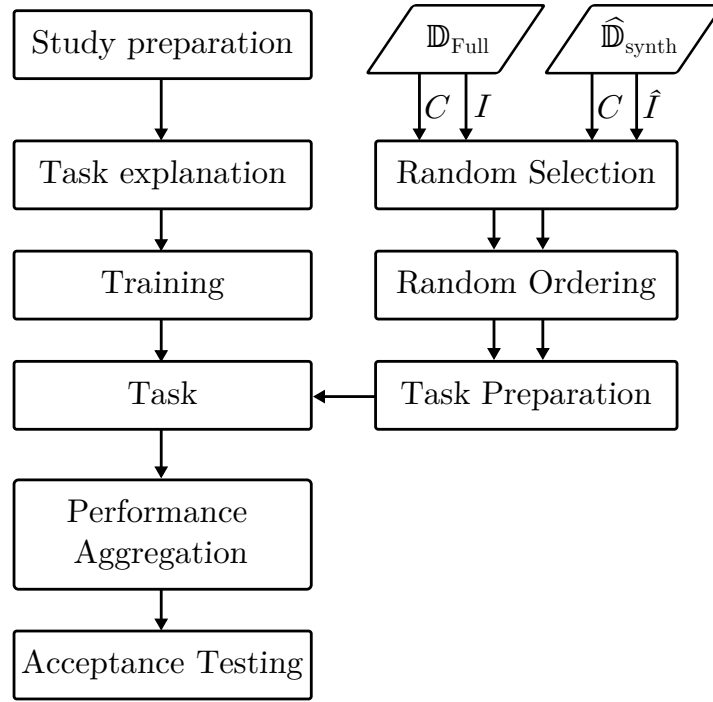 Study preparation
𝔻Full
𝔻̂synth
C
I
C
Î
Task explanation
Random Selection
Training
Random Ordering
Task
Task Preparation
Performance
Aggregation
Acceptance Testing